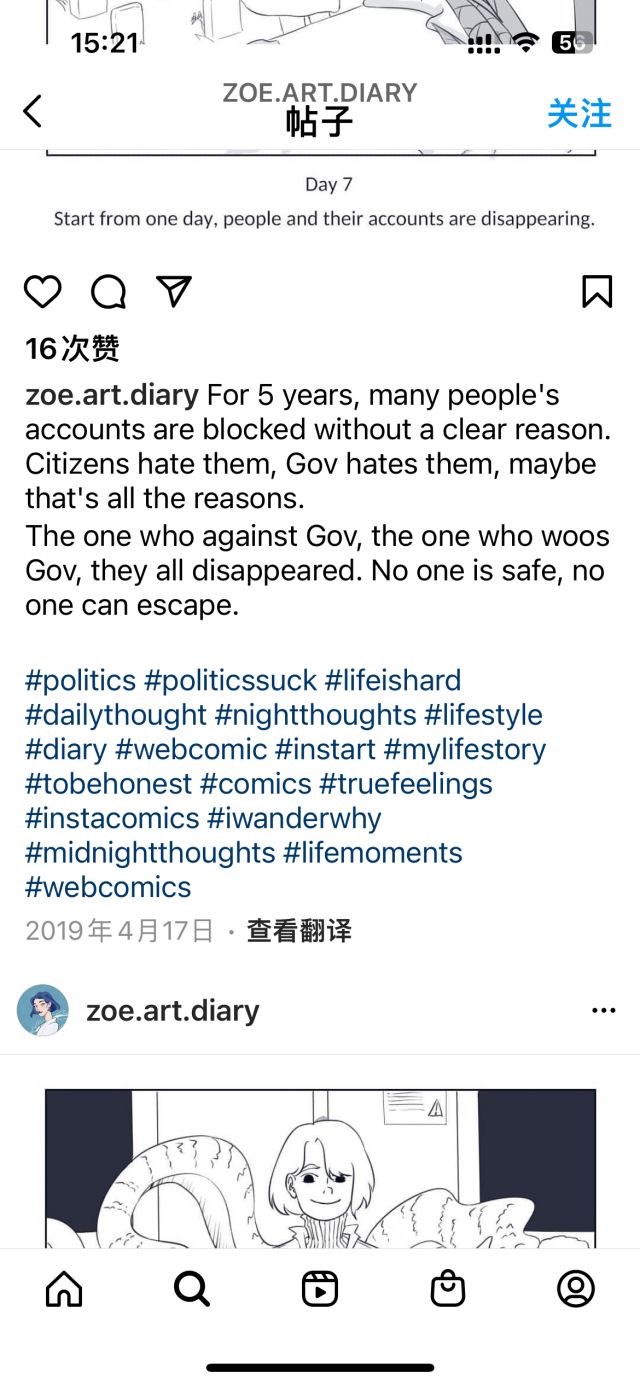 15:21
56
ZOE.ART.DIARY
帖子
关注
Day 7
Start from one day, people and their accounts are disappearing.
16次赞
zoe.art.diary For 5 years, many people's
accounts are blocked without a clear reason.
Citizens hate them, Gov hates them, maybe
that's all the reasons.
The one who against Gov, the one who woos
Gov, they all disappeared. No one is safe, no
one can escape.
#politics #politicssuck #lifeishard
#dailythought #nightthoughts #lifestyle
#diary #webcomic #instart #mylifestory
#tobehonest #comics #truefeelings
#instacomics #iwanderwhy
#midnightthoughts #lifemoments
#webcomics
2019年4月17日 · 查看翻译
zoe.art.diary